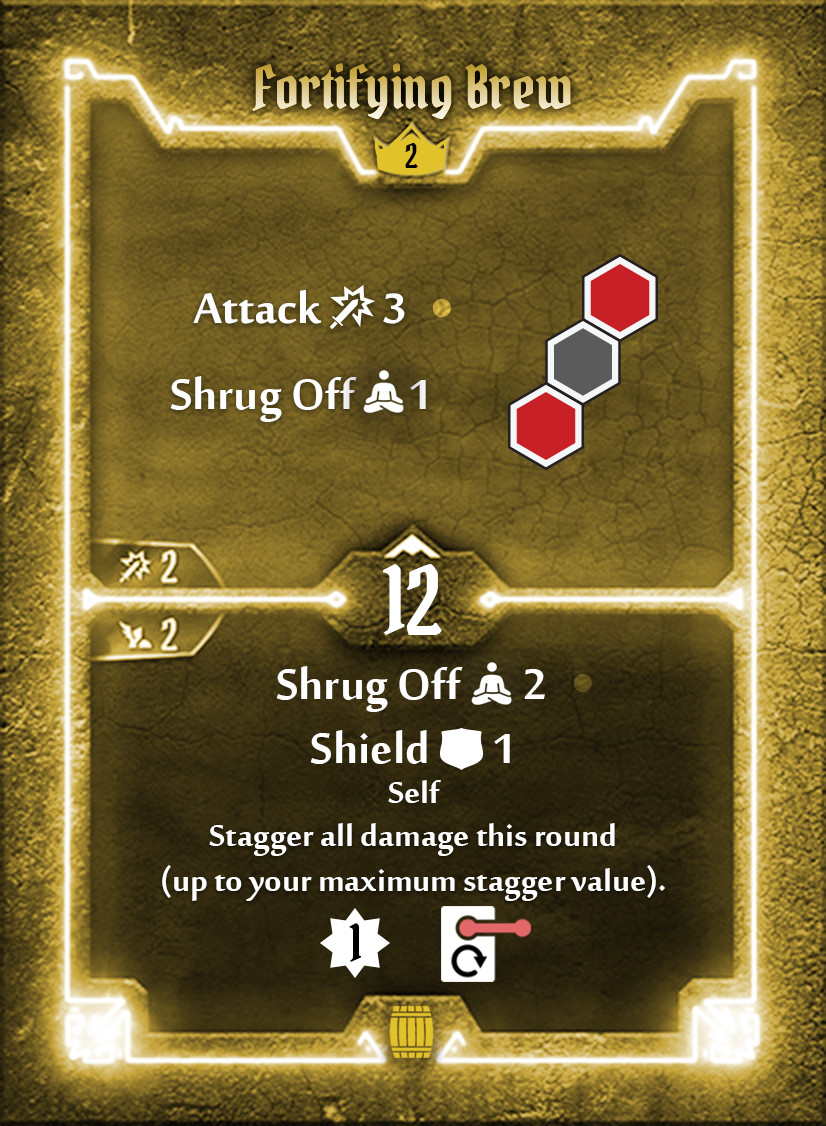 Fortifying Brew
2
Attack 3
Shrug Off 1
2
12
2
Shrug Off 2
Shield 1
Self
Stagger all damage this round
(up to your maximum stagger value).
1